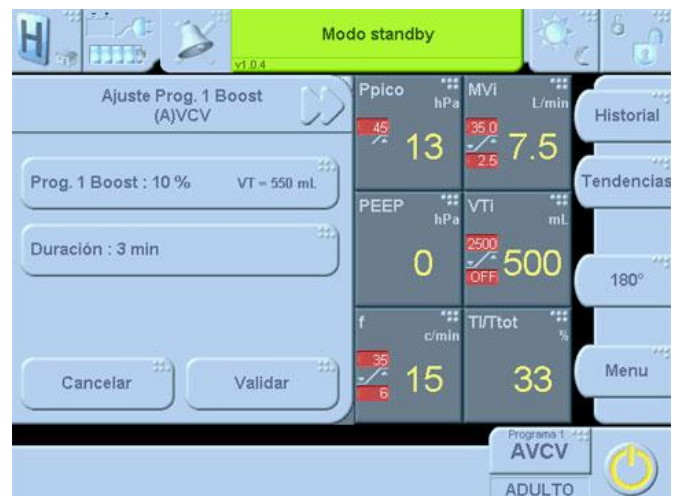 H
Modo standby
v1.0.4
Ajuste Prog. 1 Boost
(A)VCV
Prog. 1 Boost : 10 % VT = 550 mL
Duración : 3 min
Cancelar
Validar
Ppico
hPa
45
13
MVi
L/min
35.0
2.5
7.5
PEEP
hPa
0
VTi
mL
2500
OFF
500
f
c/min
35
6
15
TI/Ttot
%
33
Historial
Tendencias
180°
Menu
Programa 1
AVCV
ADULTO